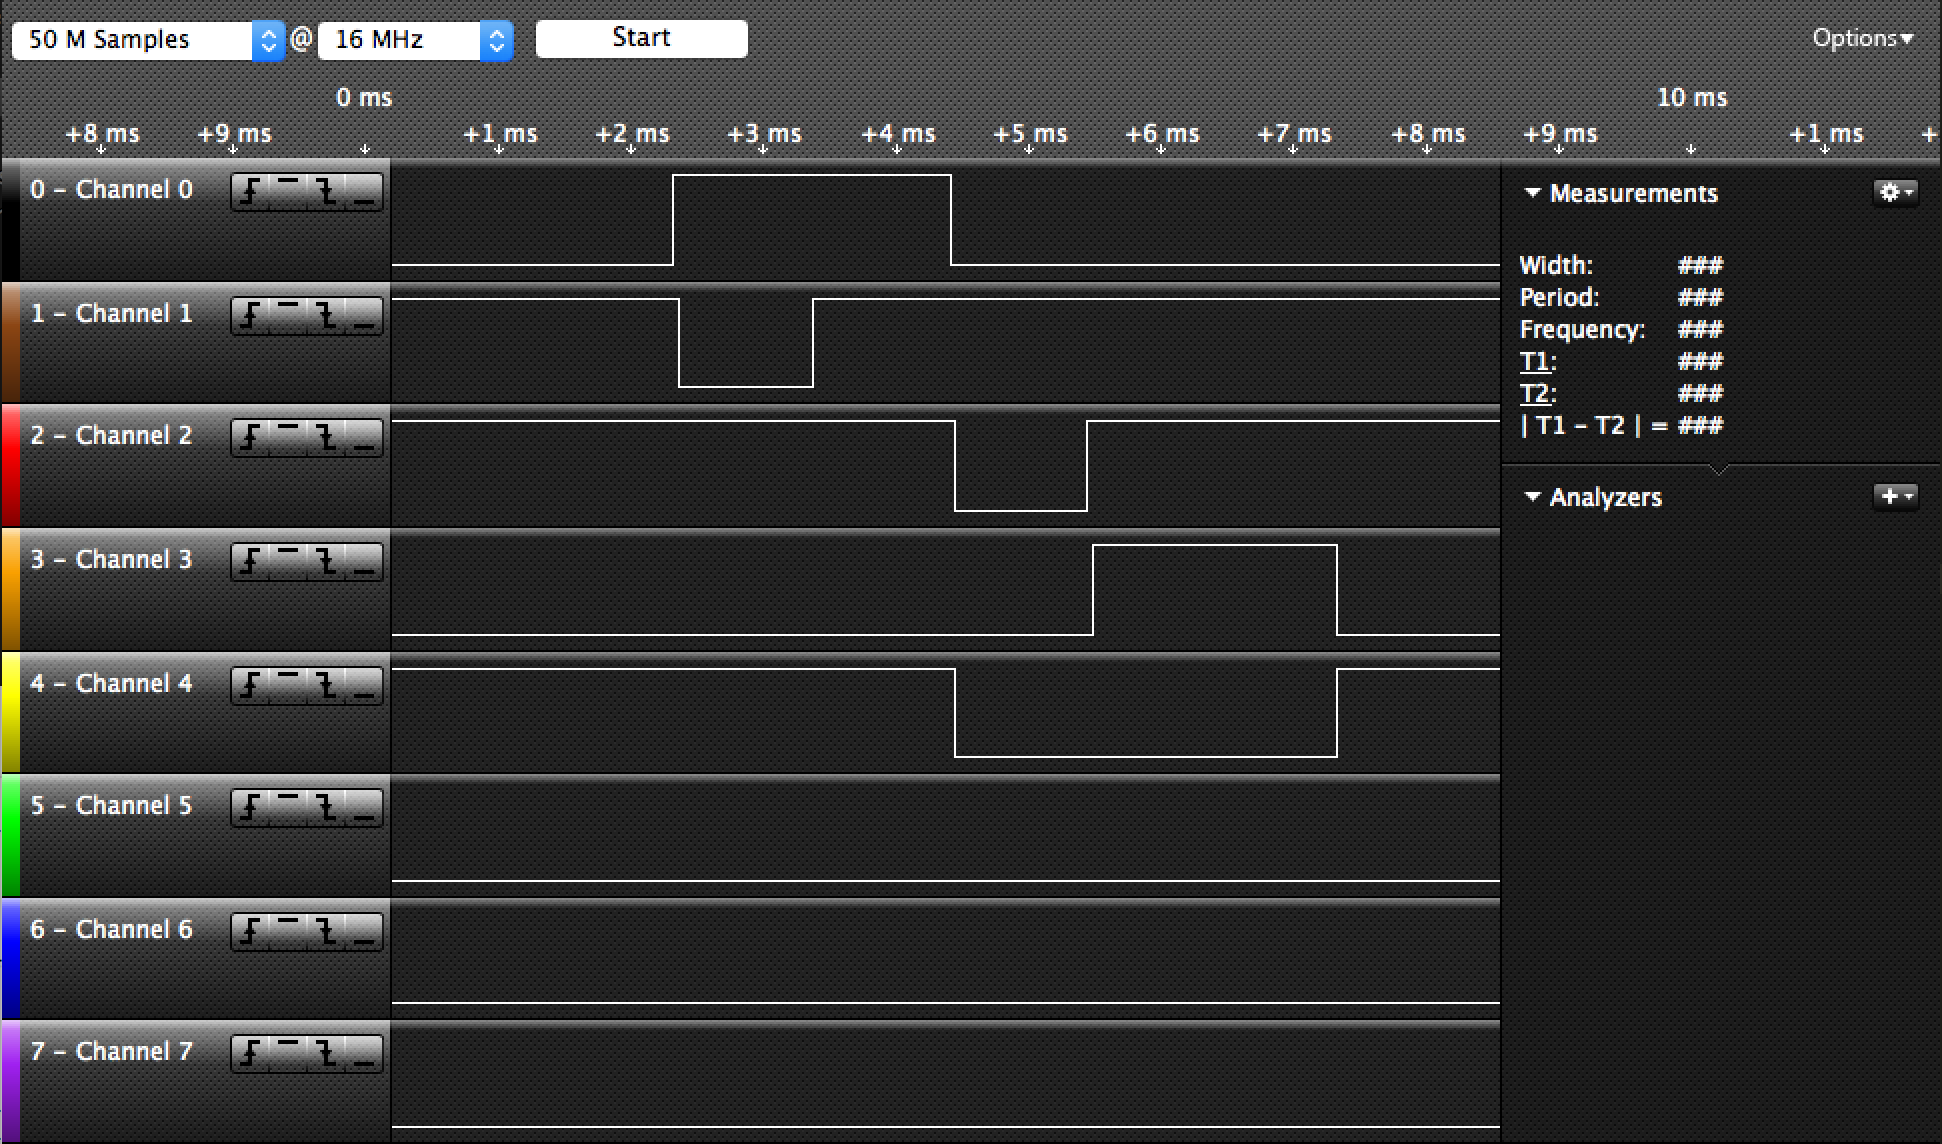 50 M Samples @ 16 MHz Start Options▾
0 ms 10 ms
+8 ms +9 ms +1 ms +2 ms +3 ms +4 ms +5 ms +6 ms +7 ms +8 ms +9 ms +1 ms +
0 - Channel 0
1 - Channel 1
2 - Channel 2
3 - Channel 3
4 - Channel 4
5 - Channel 5
6 - Channel 6
7 - Channel 7
Measurements
Width: ###
Period: ###
Frequency: ###
T1: ###
T2: ###
| T1 - T2 | = ###
Analyzers